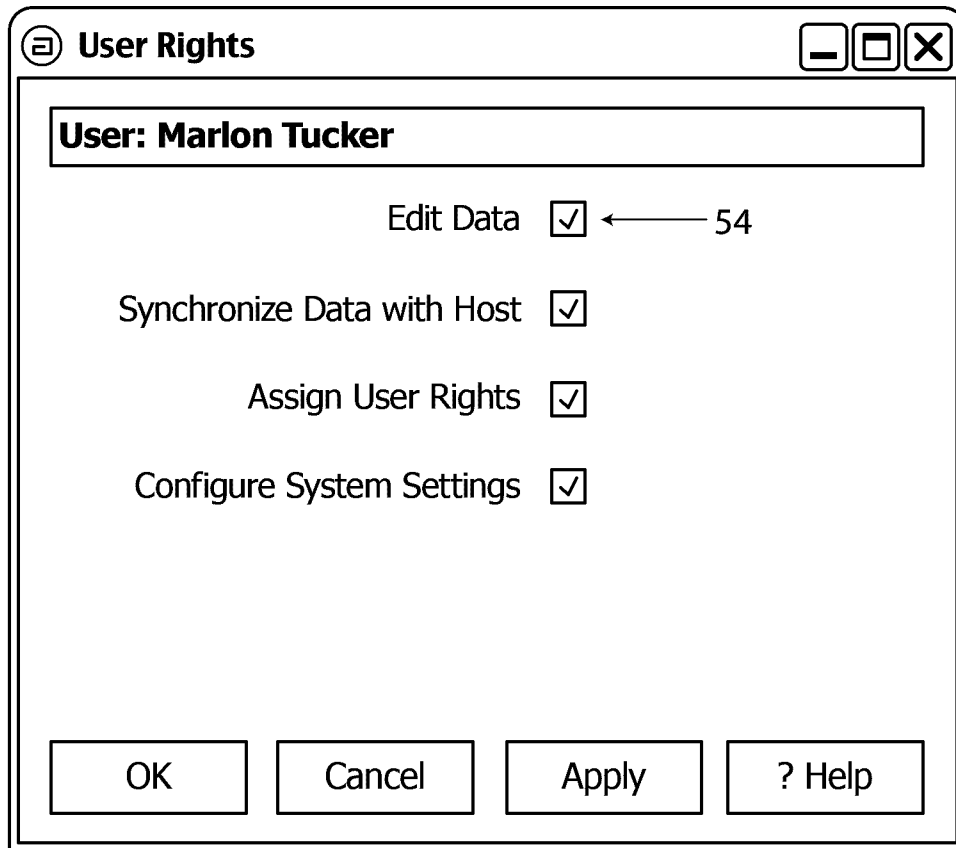 User Rights
User: Marlon Tucker
Edit Data 54
Synchronize Data with Host
Assign User Rights
Configure System Settings
OK Cancel Apply ? Help